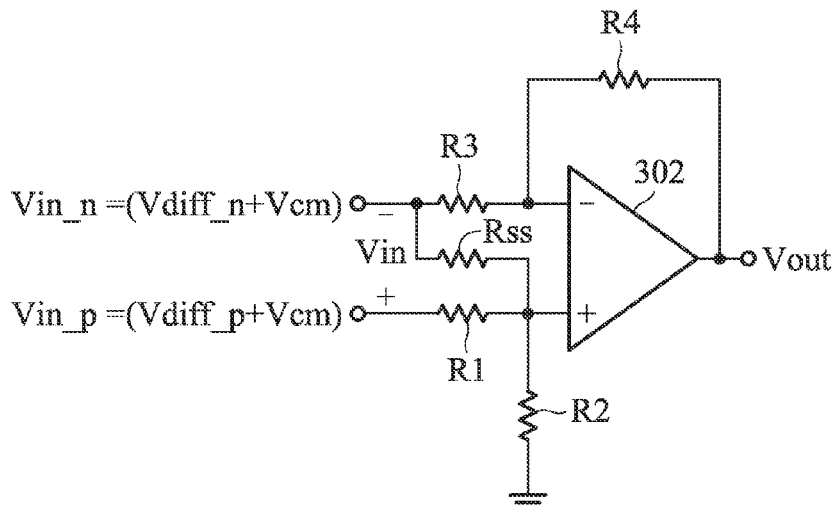 R4
R3
302
Vin_n =(Vdiff_n+Vcm)
−
−
Rss
Vin
Vout
Vin_p =(Vdiff_p+Vcm)
+
+
R1
R2